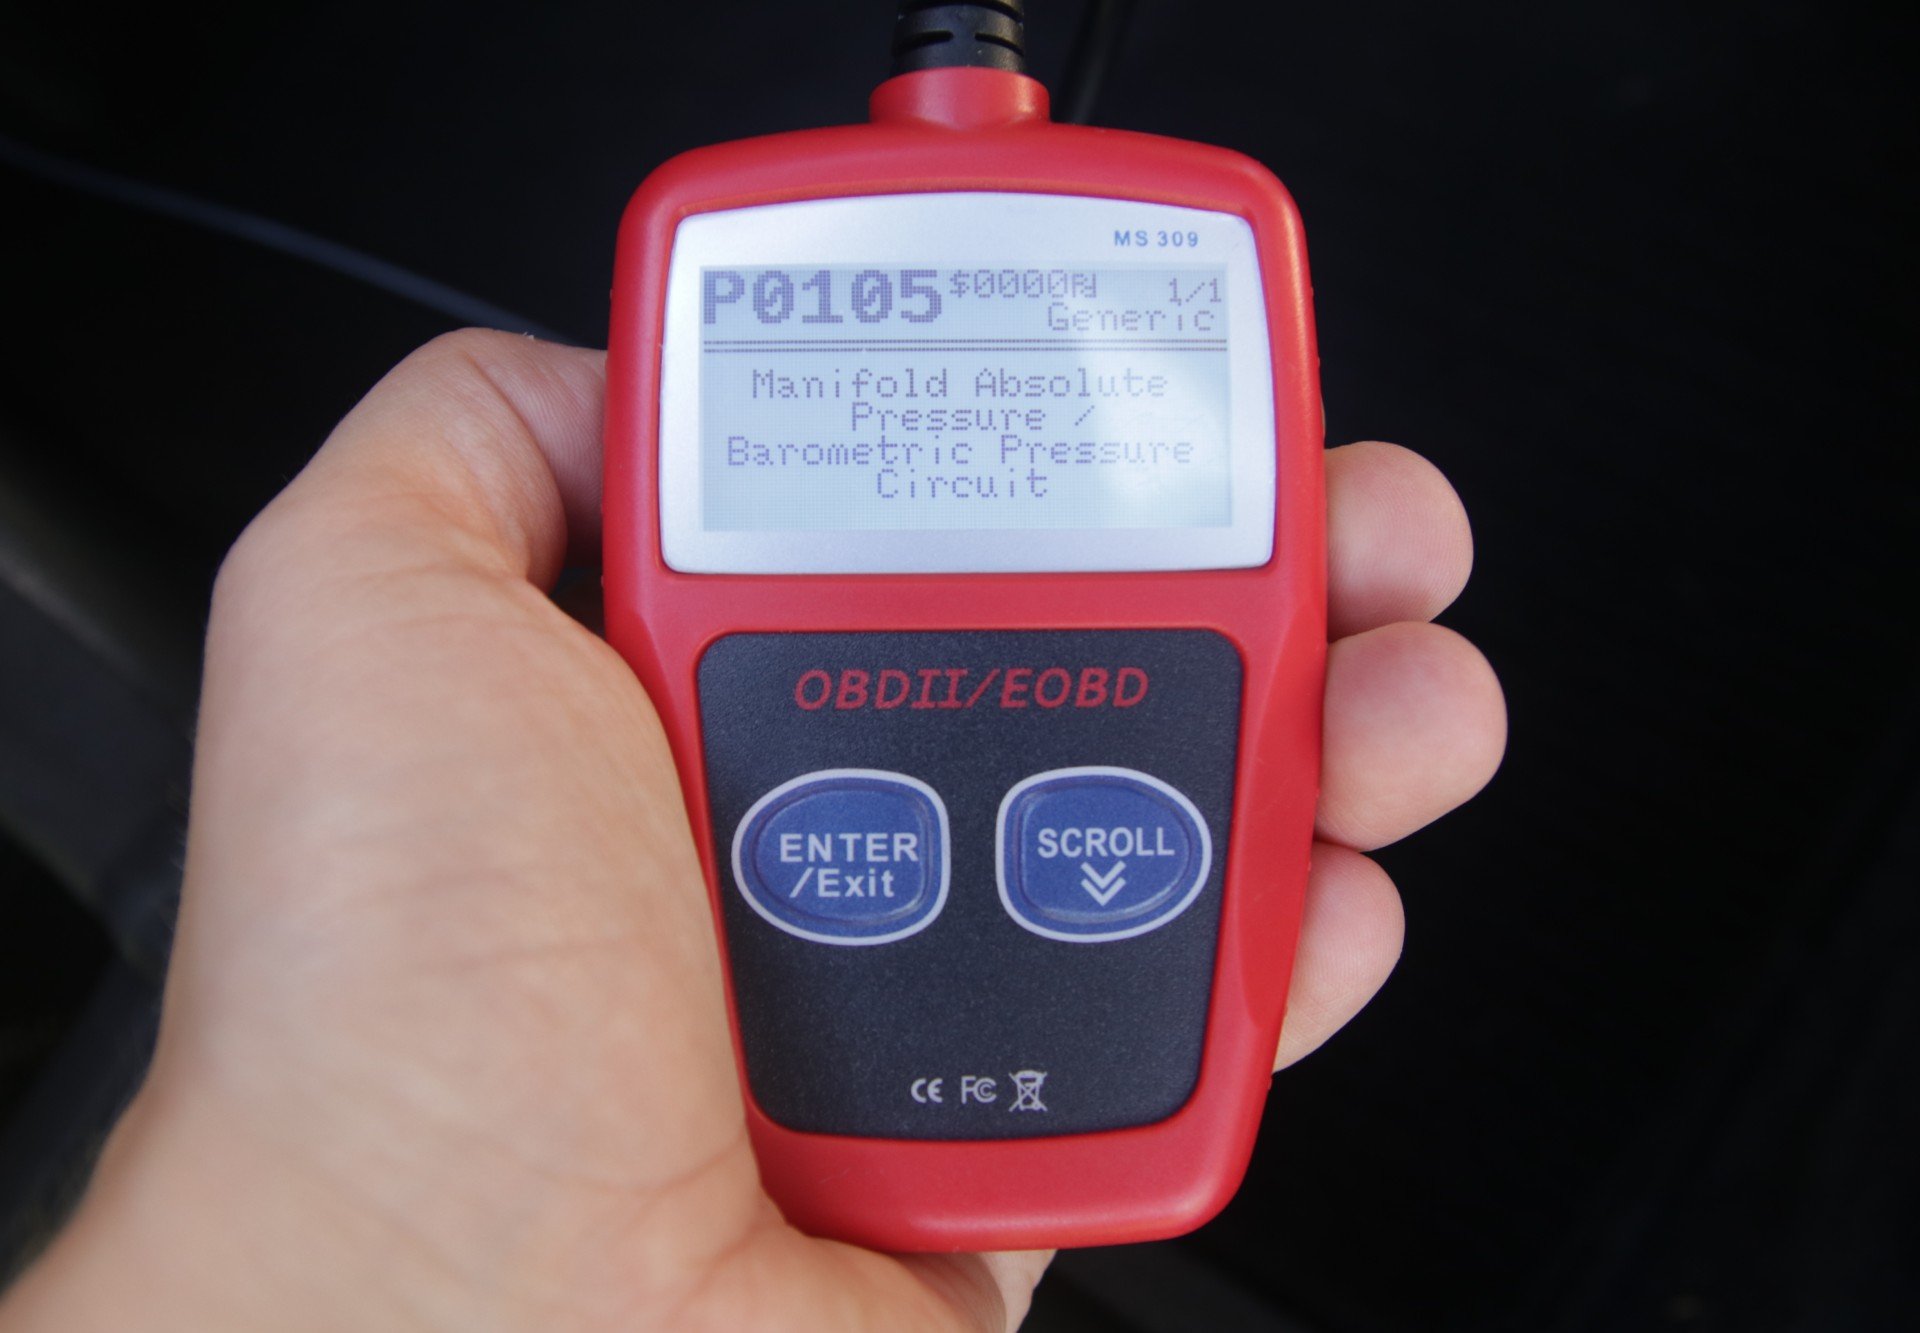 MS 309
P0105 $0000 1/1
Generic
Manifold Absolute
Pressure /
Barometric Pressure
Circuit
OBDII/EOBD
ENTER
/Exit
SCROLL
CE FC